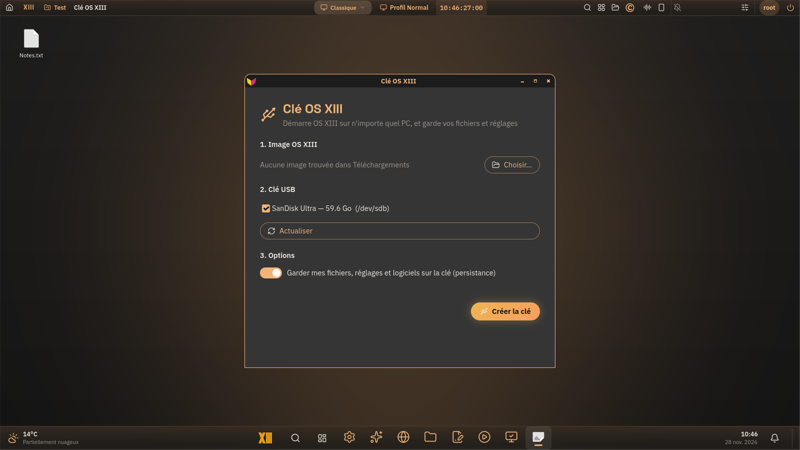 XIII Test Clé OS XIII Classique Profil Normal 10:46:27:00 root
Notes.txt
Clé OS XIII
Clé OS XIII
Démarre OS XIII sur n'importe quel PC, et garde vos fichiers et réglages
1. Image OS XIII
Aucune image trouvée dans Téléchargements
Choisir...
2. Clé USB
SanDisk Ultra — 59.6 Go (/dev/sdb)
Actualiser
3. Options
Garder mes fichiers, réglages et logiciels sur la clé (persistance)
Créer la clé
14°C
Partiellement nuageux
XIII
10:46
28 nov. 2026